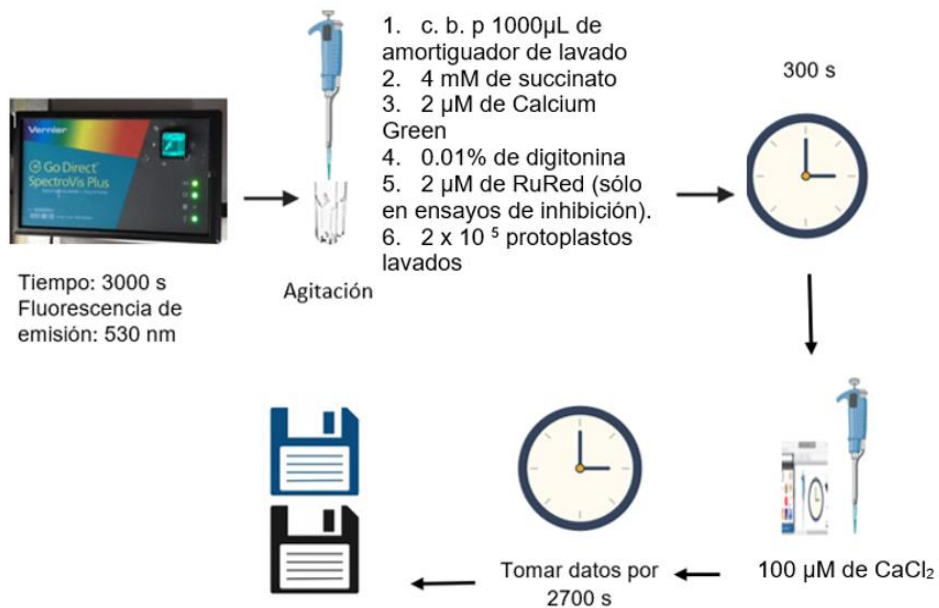 1. c. b. p 1000µL de
amortiguador de lavado
2. 4 mM de succinato
3. 2 µM de Calcium
Green
4. 0.01% de digitonina
5. 2 µM de RuRed (sólo
en ensayos de inhibición).
6. 2 x 10 ⁵ protoplastos
lavados
300 s
Vernier
Go Direct
SpectroVis Plus
Tiempo: 3000 s
Fluorescencia de
emisión: 530 nm
Agitación
100 µM de CaCl₂
Tomar datos por
2700 s